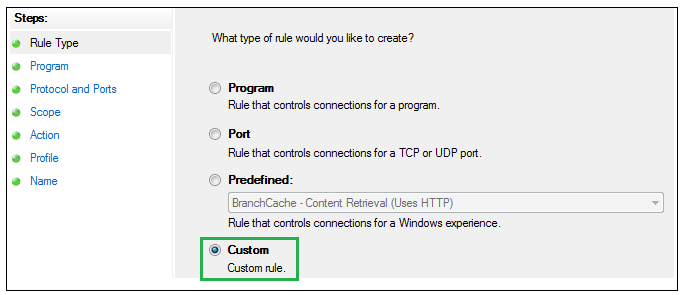 Steps:
Rule Type
Program
Protocol and Ports
Scope
Action
Profile
Name
What type of rule would you like to create?
Program
Rule that controls connections for a program.
Port
Rule that controls connections for a TCP or UDP port.
Predefined:
BranchCache - Content Retrieval (Uses HTTP)
Rule that controls connections for a Windows experience.
Custom
Custom rule.